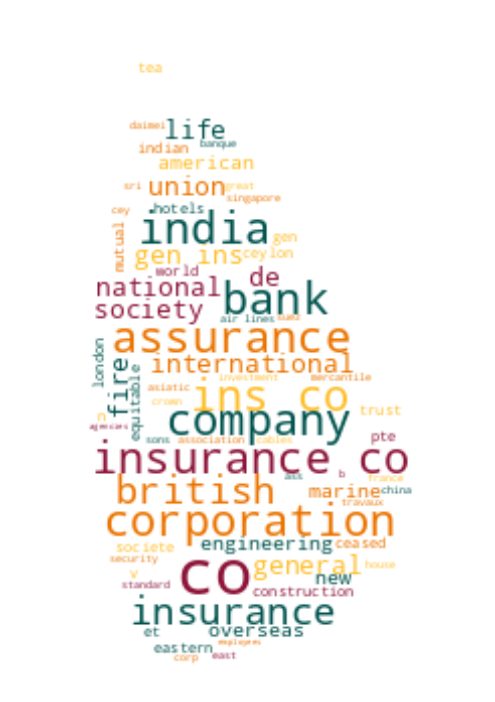 tea
daimei life
indian banque
american
sri union great
singapore
cey hotels
india
mutual gen
gen ins ceylon
world
national de
society bank
air lines suez
assurance
london international
fire equitable
investment mercantile
asiatic
ins co
crown
n company trust
agencies
sons association cables pte
insurance co
ass b france
british marine china
travaux
corporation
engineering ceased
societe
security general house
v co new
standard construction
insurance
et overseas
employees
eastern
corp east